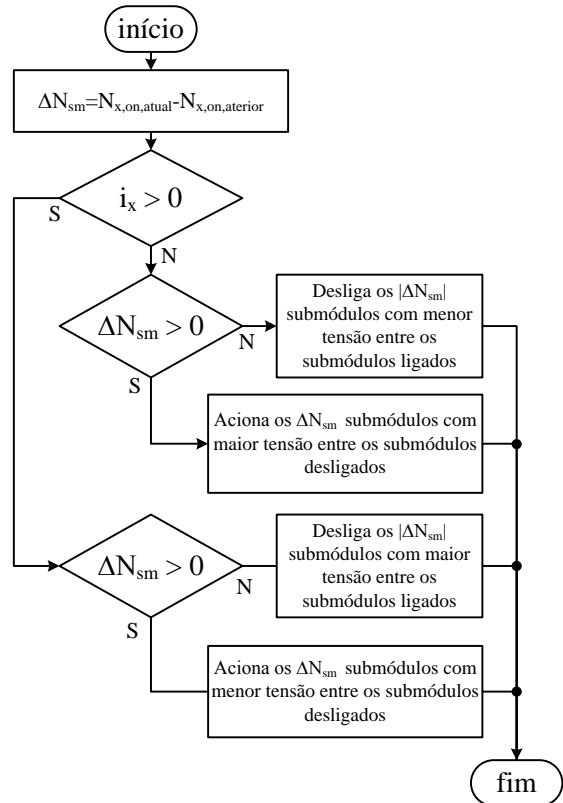 início
ΔNsm=Nx,on,atual-Nx,on,aterior
ix > 0
S
N
ΔNsm > 0
N
S
Desliga os |ΔNsm|
submódulos com menor
tensão entre os
submódulos ligados
Aciona os ΔNsm submódulos com
maior tensão entre os submódulos
desligados
ΔNsm > 0
N
S
Desliga os |ΔNsm|
submódulos com maior
tensão entre os
submódulos ligados
Aciona os ΔNsm submódulos com
menor tensão entre os submódulos
desligados
fim